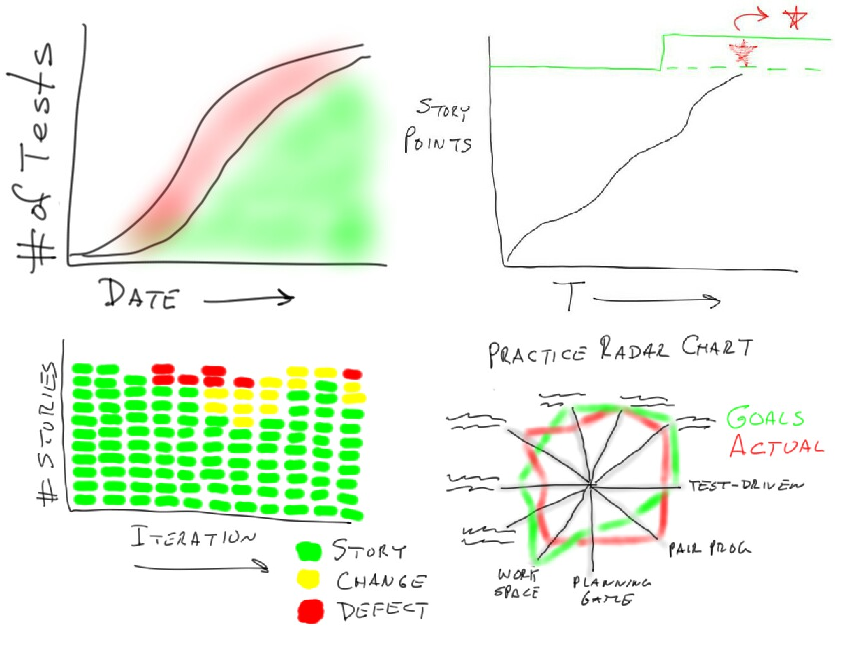 # of Tests
DATE
STORY
POINTS
T
# STORIES
ITERATION
STORY
CHANGE
DEFECT
PRACTICE RADAR CHART
GOALS
ACTUAL
TEST-DRIVEN
PAIR PROG
WORK
SPACE
PLANNING
GAME